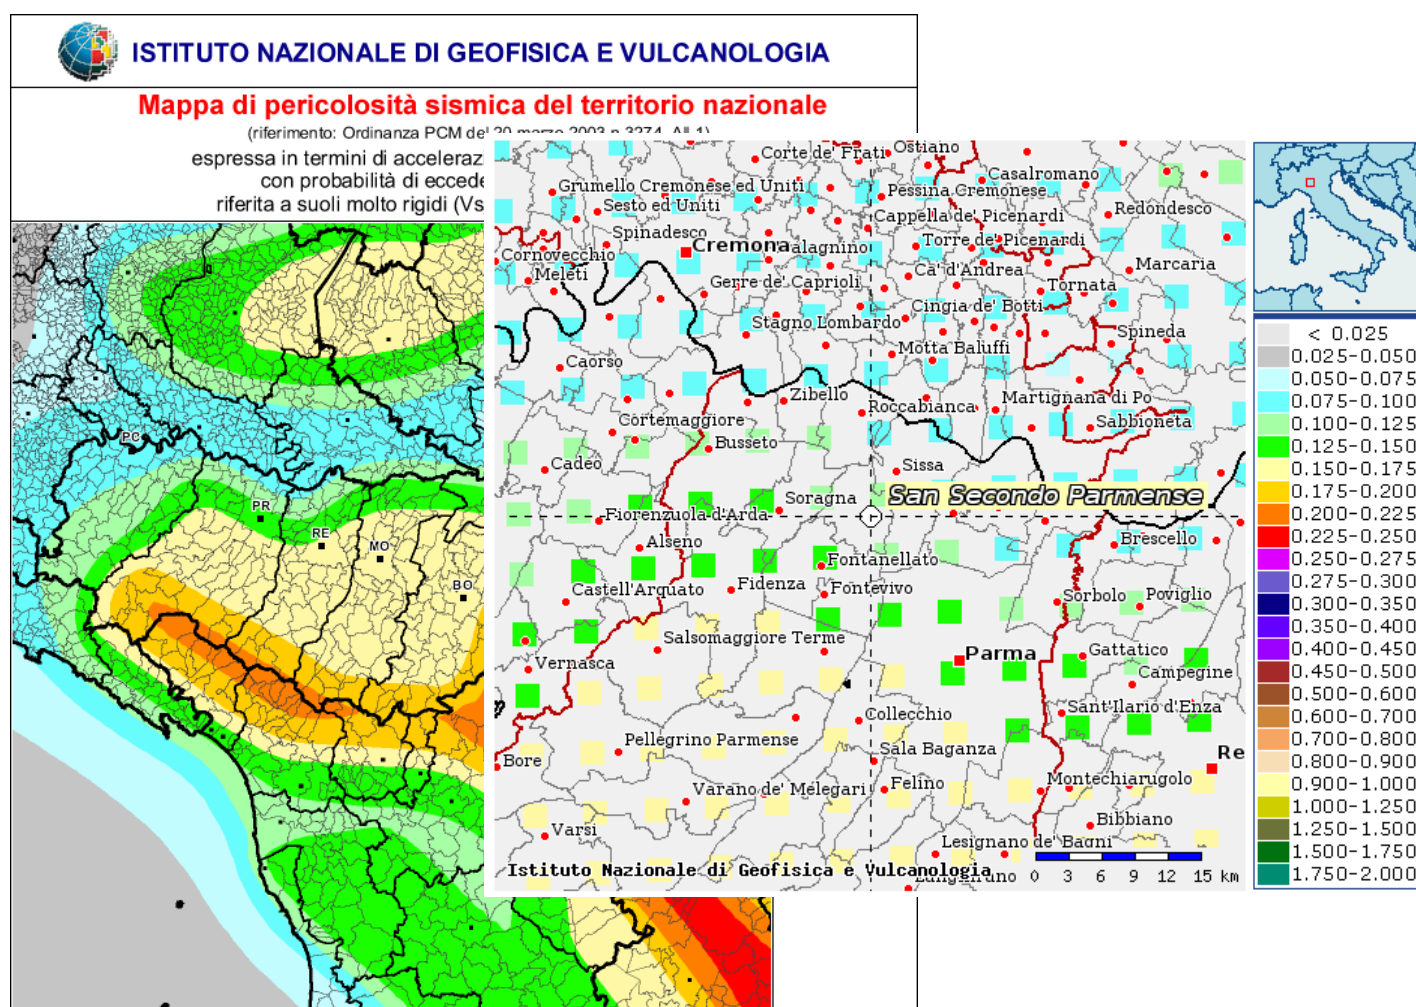 ISTITUTO NAZIONALE DI GEOFISICA E VULCANOLOGIA
Mappa di pericolosità sismica del territorio nazionale
(riferimento: Ordinanza PCM del 20 marzo 2003 n.3274, All.1)
espressa in termini di acceleraz
con probabilità di eccede
riferita a suoli molto rigidi (Vs
PC
PR
RE
MO
BO
Corte de' Frati
Ostiano
Casalromano
Grumello Cremonese ed Uniti
Pessina Cremonese
Sesto ed Uniti
Cappella de' Picenardi
Redondesco
Spinadesco
Cremona
alagnino
Torre de' Picenardi
Cornovecchio
Meleti
Ca' d'Andrea
Marcaria
Gerre de' Caprioli
Tornata
Cingia de' Botti
Stagno Lombardo
Spineda
Motta Baluffi
Caorso
Zibello
Roccabianca
Martignana di Po
Cortemaggiore
Sabbioneta
Busseto
Cadeo
Sissa
Soragna
San Secondo Parmense
Fiorenzuola d'Arda
Alseno
Brescello
Fontanellato
Castell'Arquato
Fidenza
Fontevivo
Sorbolo
Poviglio
Salsomaggiore Terme
Parma
Gattatico
Vernasca
Campegine
Collecchio
Sant'Ilario d'Enza
Pellegrino Parmense
Sala Baganza
Bore
Re
Varano de' Melegari
Felino
Montechiarugolo
Varsi
Bibbiano
Lesignano de' Bagni
Istituto Nazionale di Geofisica e Vulcanologia
0 3 6 9 12 15 km
< 0.025
0.025-0.050
0.050-0.075
0.075-0.100
0.100-0.125
0.125-0.150
0.150-0.175
0.175-0.200
0.200-0.225
0.225-0.250
0.250-0.275
0.275-0.300
0.300-0.350
0.350-0.400
0.400-0.450
0.450-0.500
0.500-0.600
0.600-0.700
0.700-0.800
0.800-0.900
0.900-1.000
1.000-1.250
1.250-1.500
1.500-1.750
1.750-2.000